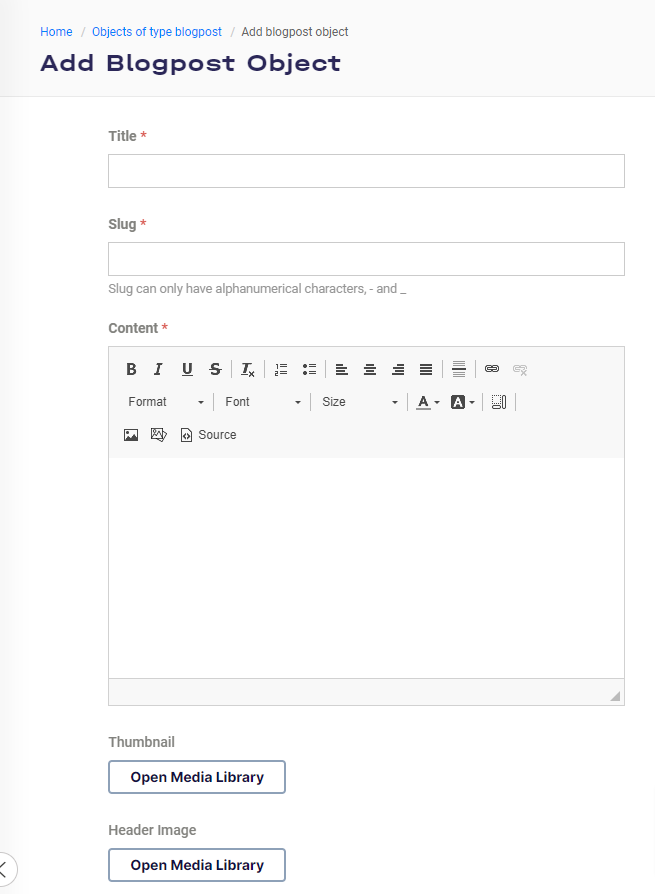 Home / Objects of type blogpost / Add blogpost object
Add Blogpost Object
Title *
Slug *
Slug can only have alphanumerical characters, - and _
Content *
B I U S Ix
Format Font Size A A
Source
Thumbnail
Open Media Library
Header Image
Open Media Library